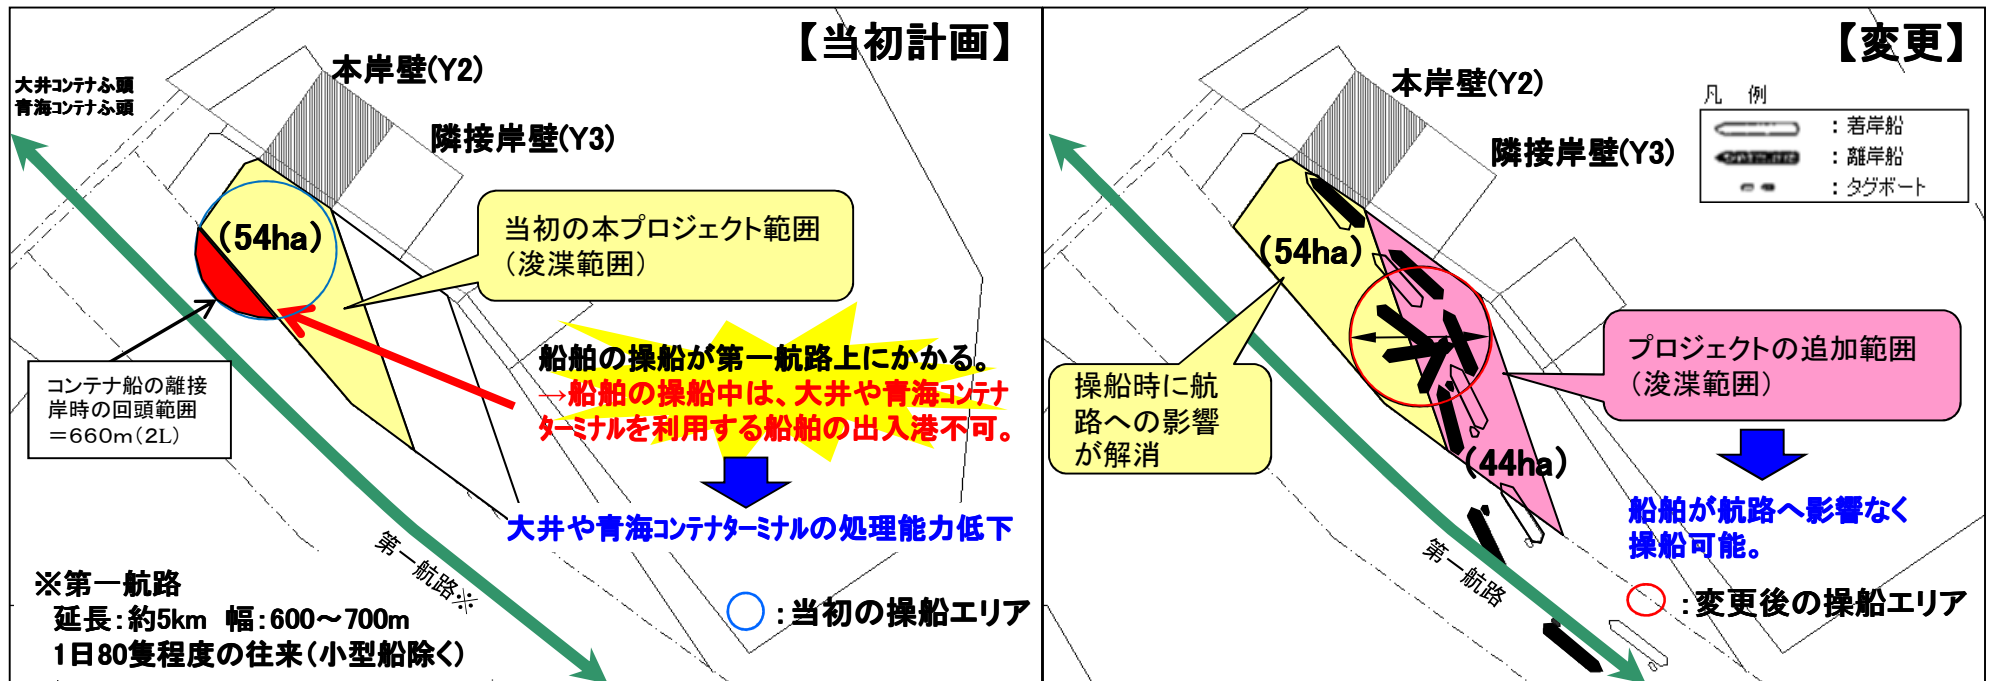 【当初計画】
本岸壁(Y2)
大井コンテナふ頭
青海コンテナふ頭
隣接岸壁(Y3)
(54ha)
当初の本プロジェクト範囲
(浚渫範囲)
コンテナ船の離接
岸時の回頭範囲
=660m(2L)
船舶の操船が第一航路上にかかる。
→船舶の操船中は、大井や青海コンテナ
ターミナルを利用する船舶の出入港不可。
大井や青海コンテナターミナルの処理能力低下
第一航路※
※第一航路
延長:約5km 幅:600~700m
1日80隻程度の往来(小型船除く)
:当初の操船エリア
【変更】
本岸壁(Y2)
隣接岸壁(Y3)
凡 例
:着岸船
:離岸船
:タグボート
(54ha)
操船時に航
路への影響
が解消
プロジェクトの追加範囲
(浚渫範囲)
(44ha)
船舶が航路へ影響なく
操船可能。
第一航路
:変更後の操船エリア